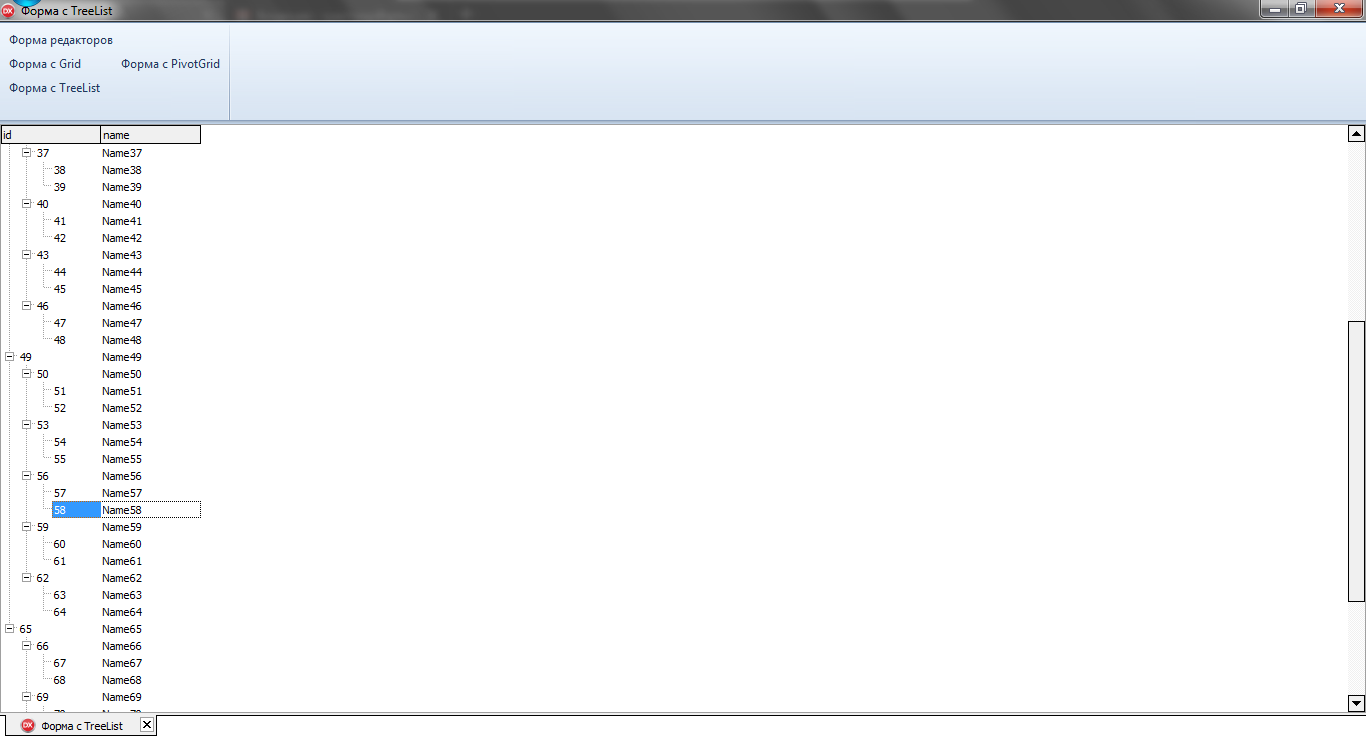 DX Форма с TreeList
Форма редакторов
Форма с Grid Форма с PivotGrid
Форма с TreeList
id name
37 Name37
38 Name38
39 Name39
40 Name40
41 Name41
42 Name42
43 Name43
44 Name44
45 Name45
46 Name46
47 Name47
48 Name48
49 Name49
50 Name50
51 Name51
52 Name52
53 Name53
54 Name54
55 Name55
56 Name56
57 Name57
58 Name58
59 Name59
60 Name60
61 Name61
62 Name62
63 Name63
64 Name64
65 Name65
66 Name66
67 Name67
68 Name68
69 Name69
DX Форма с TreeList